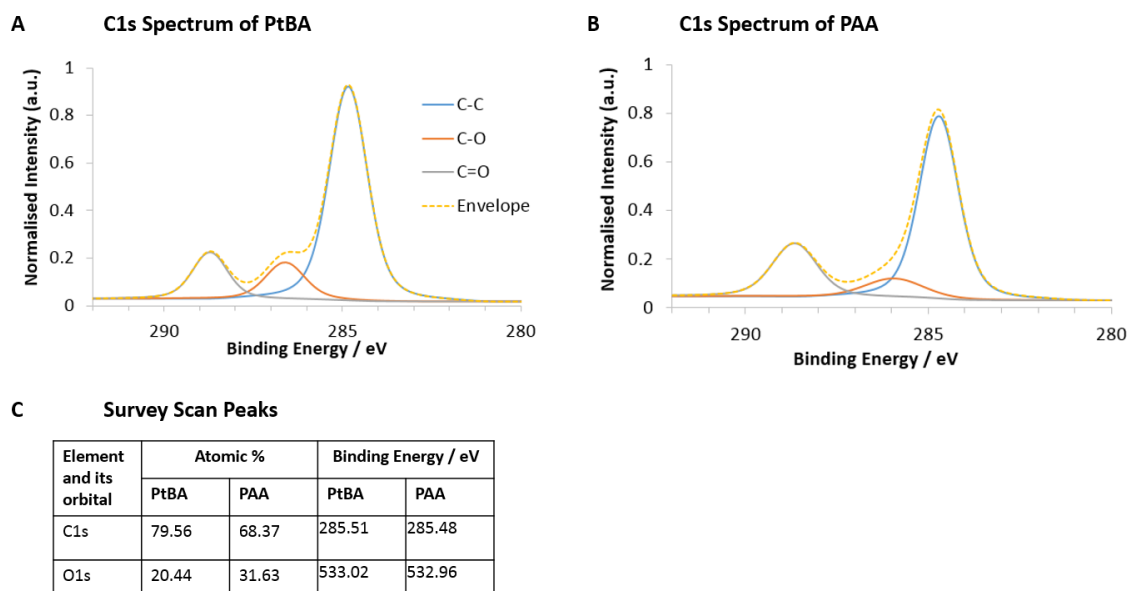 A C1s Spectrum of PtBA
Normalised Intensity (a.u.)
1
0.8
0.6
0.4
0.2
0
290 285 280
Binding Energy / eV
C-C
C-O
C=O
Envelope
B C1s Spectrum of PAA
Normalised Intensity (a.u.)
1
0.8
0.6
0.4
0.2
0
290 285 280
Binding Energy / eV
C Survey Scan Peaks
Element and its orbital Atomic % Binding Energy / eV
PtBA PAA PtBA PAA
C1s 79.56 68.37 285.51 285.48
O1s 20.44 31.63 533.02 532.96